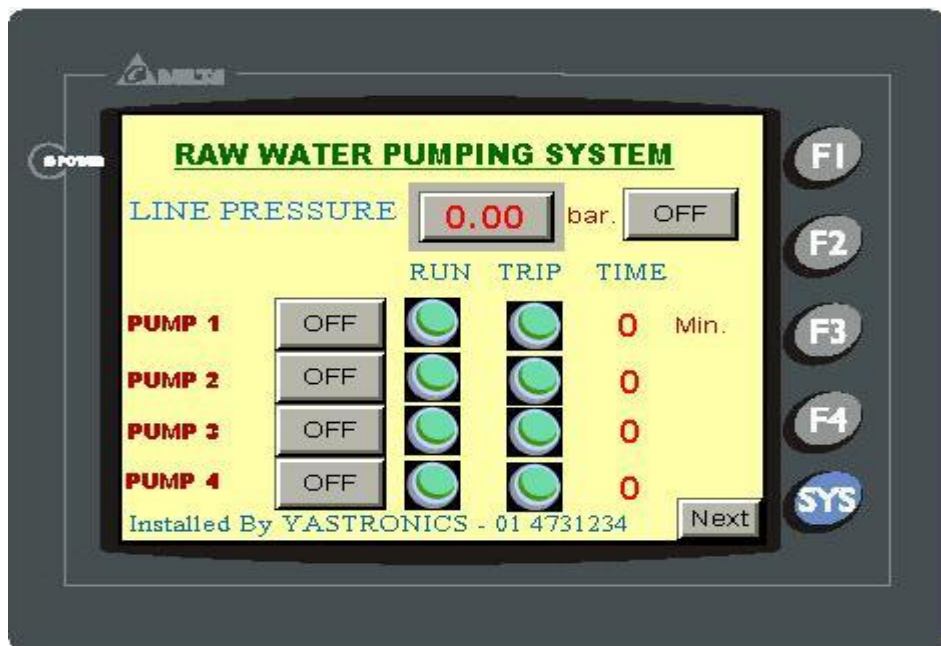 DELTA
POWER
RAW WATER PUMPING SYSTEM
LINE PRESSURE 0.00 bar. OFF
RUN TRIP TIME
PUMP 1 OFF 0 Min.
PUMP 2 OFF 0
PUMP 3 OFF 0
PUMP 4 OFF 0
Installed By YASTRONICS - 01 4731234 Next
F1
F2
F3
F4
SYS